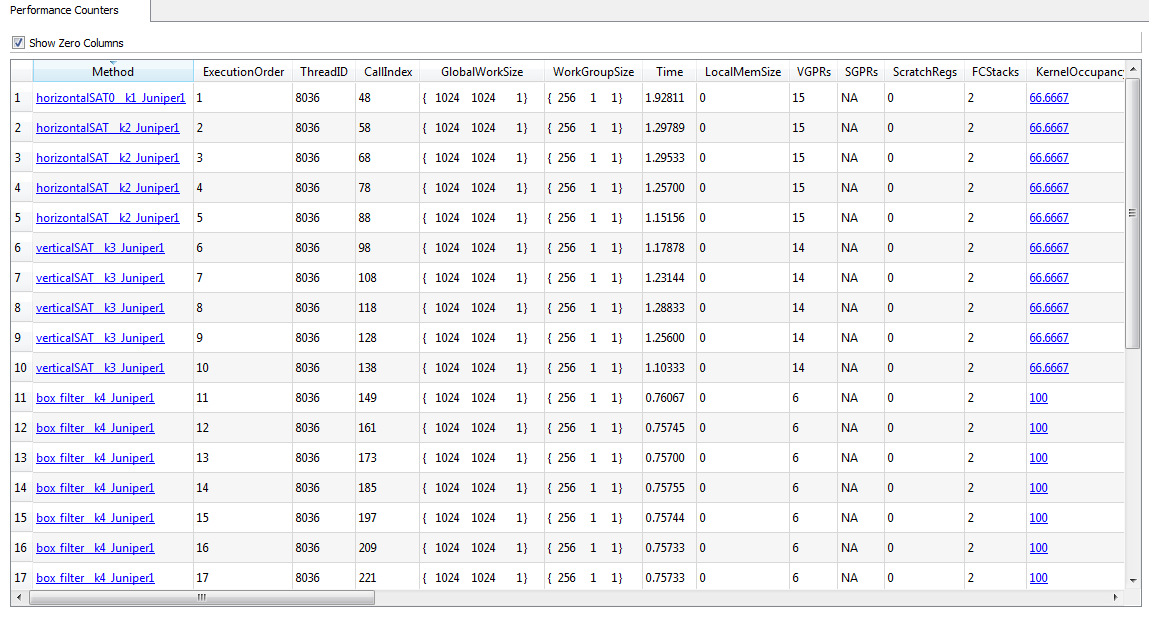 Performance Counters
Show Zero Columns
Method ExecutionOrder ThreadID CallIndex GlobalWorkSize WorkGroupSize Time LocalMemSize VGPRs SGPRs ScratchRegs FCStacks KernelOccupancy
1 horizontalSAT0__k1_Juniper1 1 8036 48 { 1024 1024 1} { 256 1 1} 1.92811 0 15 NA 0 2 66.6667
2 horizontalSAT__k2_Juniper1 2 8036 58 { 1024 1024 1} { 256 1 1} 1.29789 0 15 NA 0 2 66.6667
3 horizontalSAT__k2_Juniper1 3 8036 68 { 1024 1024 1} { 256 1 1} 1.29533 0 15 NA 0 2 66.6667
4 horizontalSAT__k2_Juniper1 4 8036 78 { 1024 1024 1} { 256 1 1} 1.25700 0 15 NA 0 2 66.6667
5 horizontalSAT__k2_Juniper1 5 8036 88 { 1024 1024 1} { 256 1 1} 1.15156 0 15 NA 0 2 66.6667
6 verticalSAT__k3_Juniper1 6 8036 98 { 1024 1024 1} { 256 1 1} 1.17878 0 14 NA 0 2 66.6667
7 verticalSAT__k3_Juniper1 7 8036 108 { 1024 1024 1} { 256 1 1} 1.23144 0 14 NA 0 2 66.6667
8 verticalSAT__k3_Juniper1 8 8036 118 { 1024 1024 1} { 256 1 1} 1.28833 0 14 NA 0 2 66.6667
9 verticalSAT__k3_Juniper1 9 8036 128 { 1024 1024 1} { 256 1 1} 1.25600 0 14 NA 0 2 66.6667
10 verticalSAT__k3_Juniper1 10 8036 138 { 1024 1024 1} { 256 1 1} 1.10333 0 14 NA 0 2 66.6667
11 box_filter__k4_Juniper1 11 8036 149 { 1024 1024 1} { 256 1 1} 0.76067 0 6 NA 0 2 100
12 box_filter__k4_Juniper1 12 8036 161 { 1024 1024 1} { 256 1 1} 0.75745 0 6 NA 0 2 100
13 box_filter__k4_Juniper1 13 8036 173 { 1024 1024 1} { 256 1 1} 0.75700 0 6 NA 0 2 100
14 box_filter__k4_Juniper1 14 8036 185 { 1024 1024 1} { 256 1 1} 0.75755 0 6 NA 0 2 100
15 box_filter__k4_Juniper1 15 8036 197 { 1024 1024 1} { 256 1 1} 0.75744 0 6 NA 0 2 100
16 box_filter__k4_Juniper1 16 8036 209 { 1024 1024 1} { 256 1 1} 0.75733 0 6 NA 0 2 100
17 box_filter__k4_Juniper1 17 8036 221 { 1024 1024 1} { 256 1 1} 0.75733 0 6 NA 0 2 100